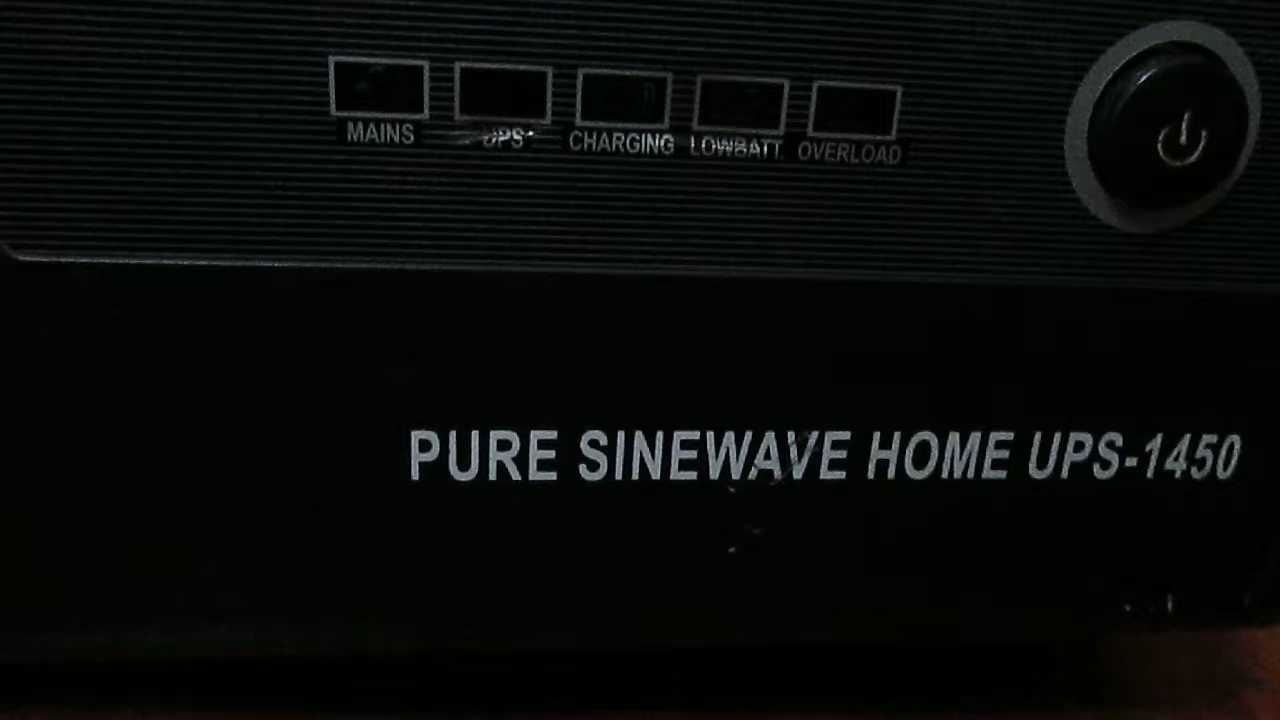 MAINS UPS CHARGING LOWBATT OVERLOAD
PURE SINEWAVE HOME UPS-1450